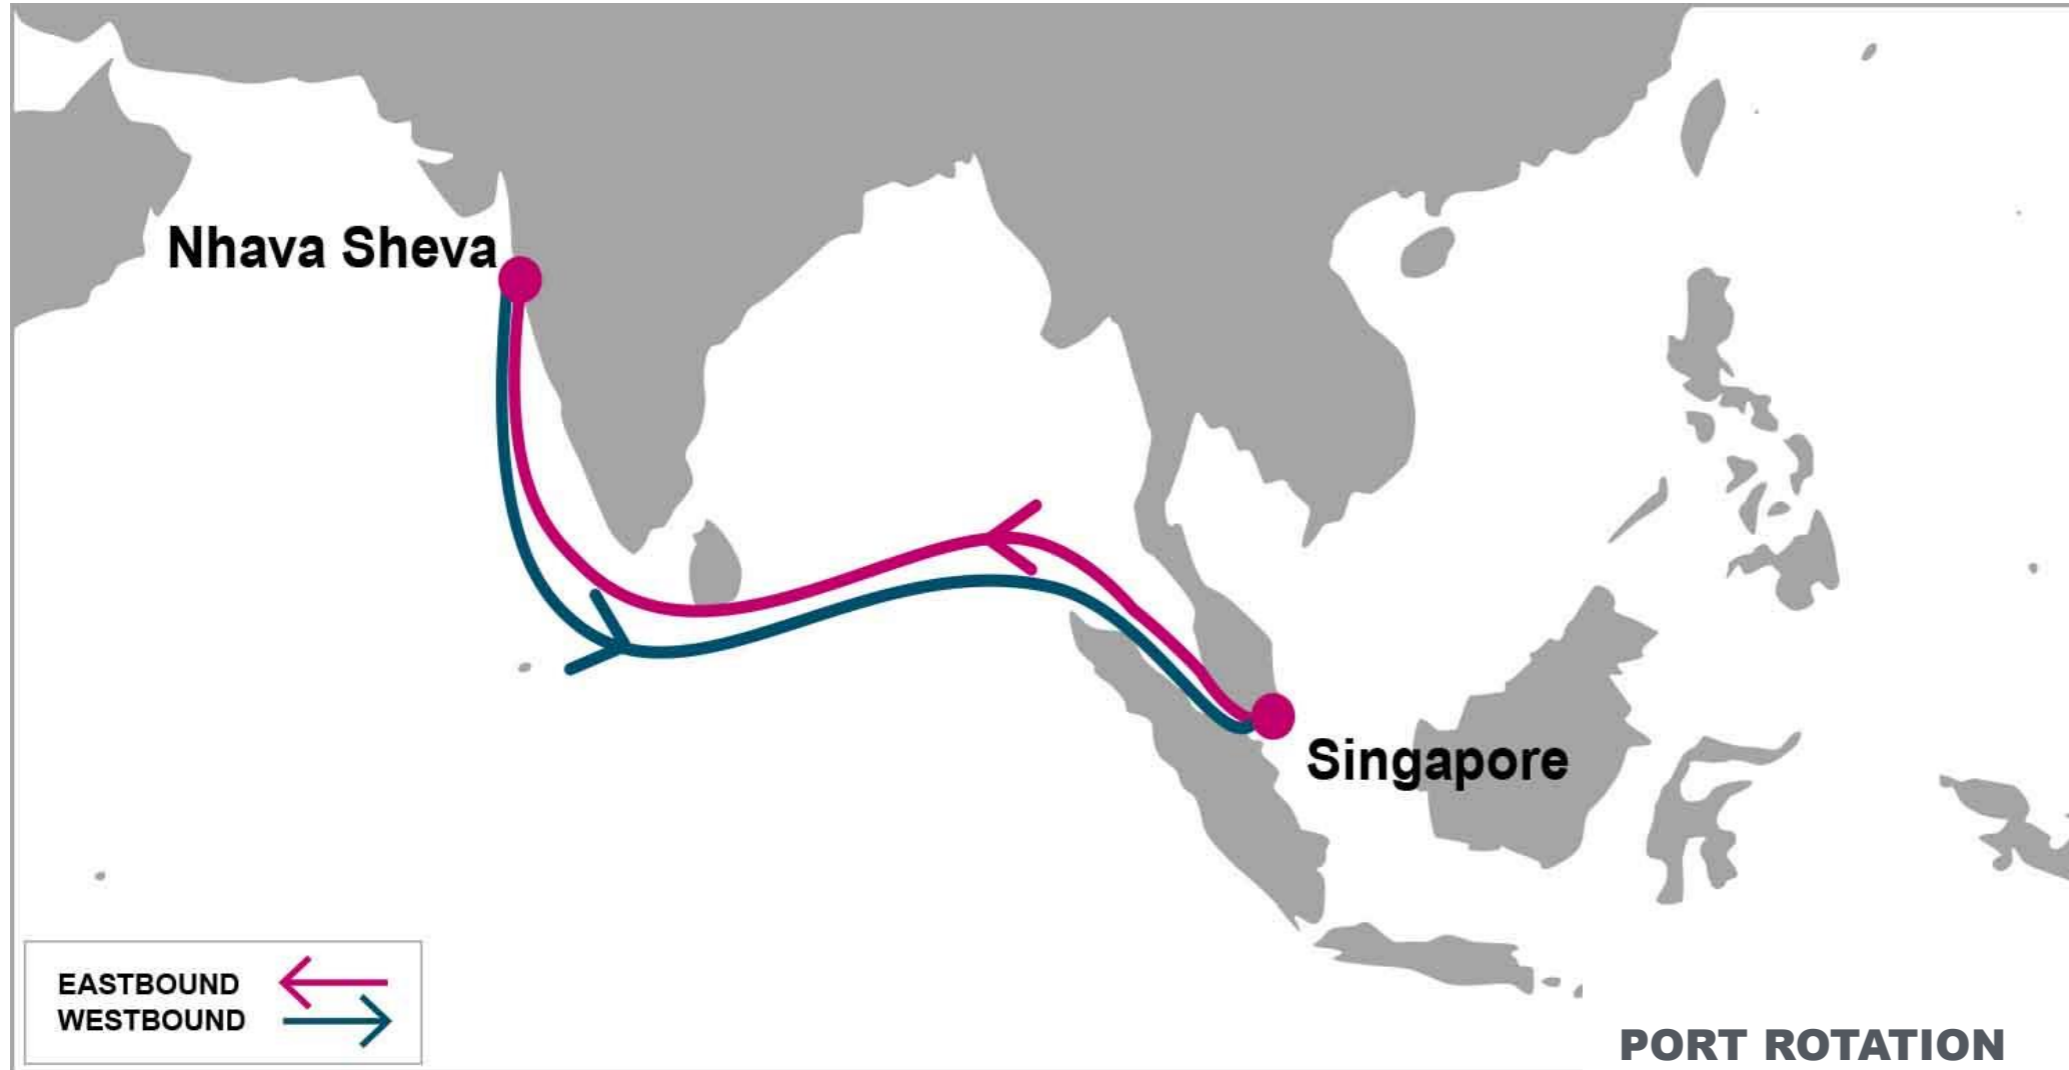 Nhava Sheva
Singapore
EASTBOUND
WESTBOUND
PORT ROTATION